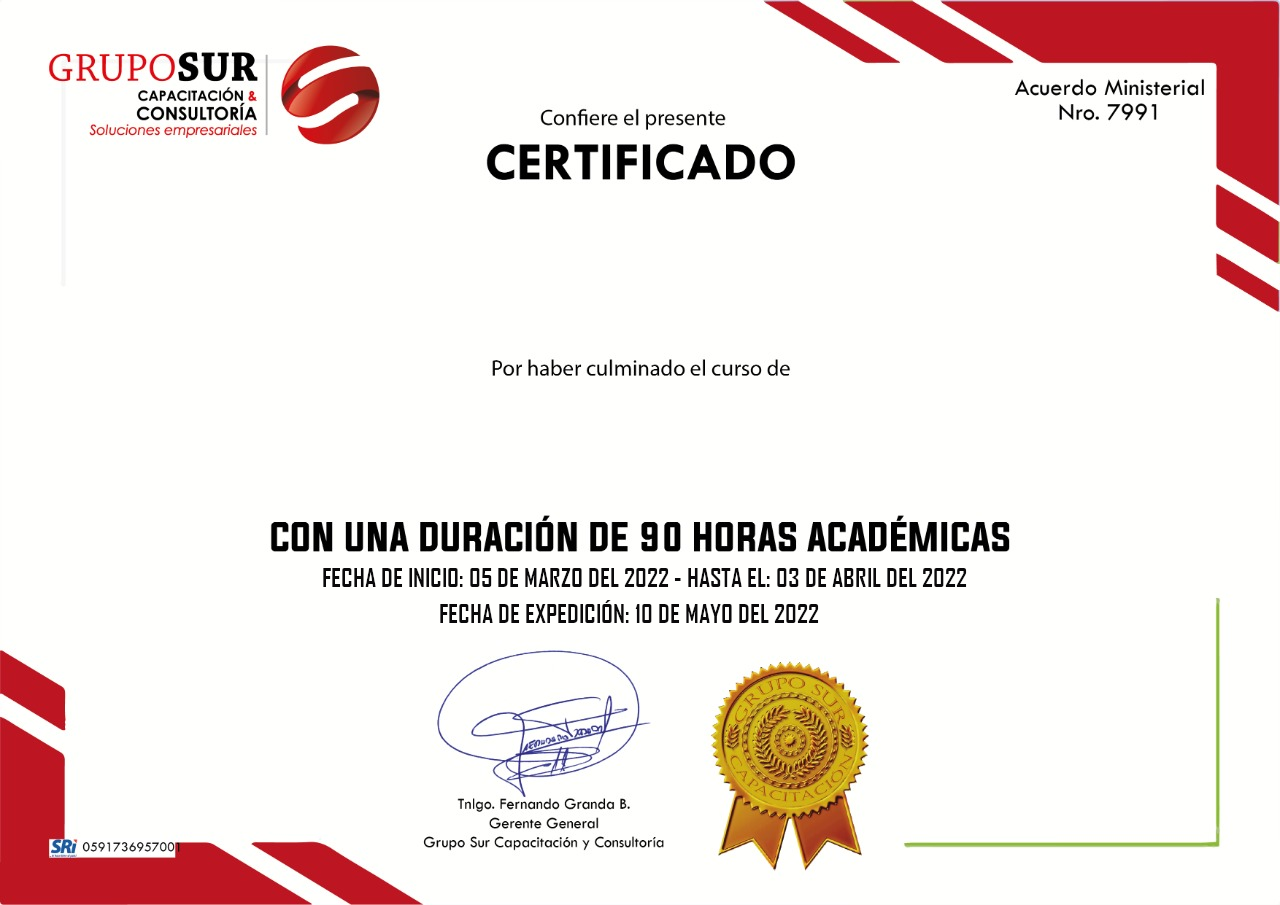 GRUPOSUR
CAPACITACIÓN &
CONSULTORÍA
Soluciones empresariales
Acuerdo Ministerial
Nro. 7991
Confiere el presente
CERTIFICADO
Por haber culminado el curso de
CON UNA DURACIÓN DE 90 HORAS ACADÉMICAS
FECHA DE INICIO: 05 DE MARZO DEL 2022 - HASTA EL: 03 DE ABRIL DEL 2022
FECHA DE EXPEDICIÓN: 10 DE MAYO DEL 2022
GRUPO SUR
CAPACITACIÓN
Tnlgo. Fernando Granda B.
Gerente General
Grupo Sur Capacitación y Consultoría
SRi 0591736957001